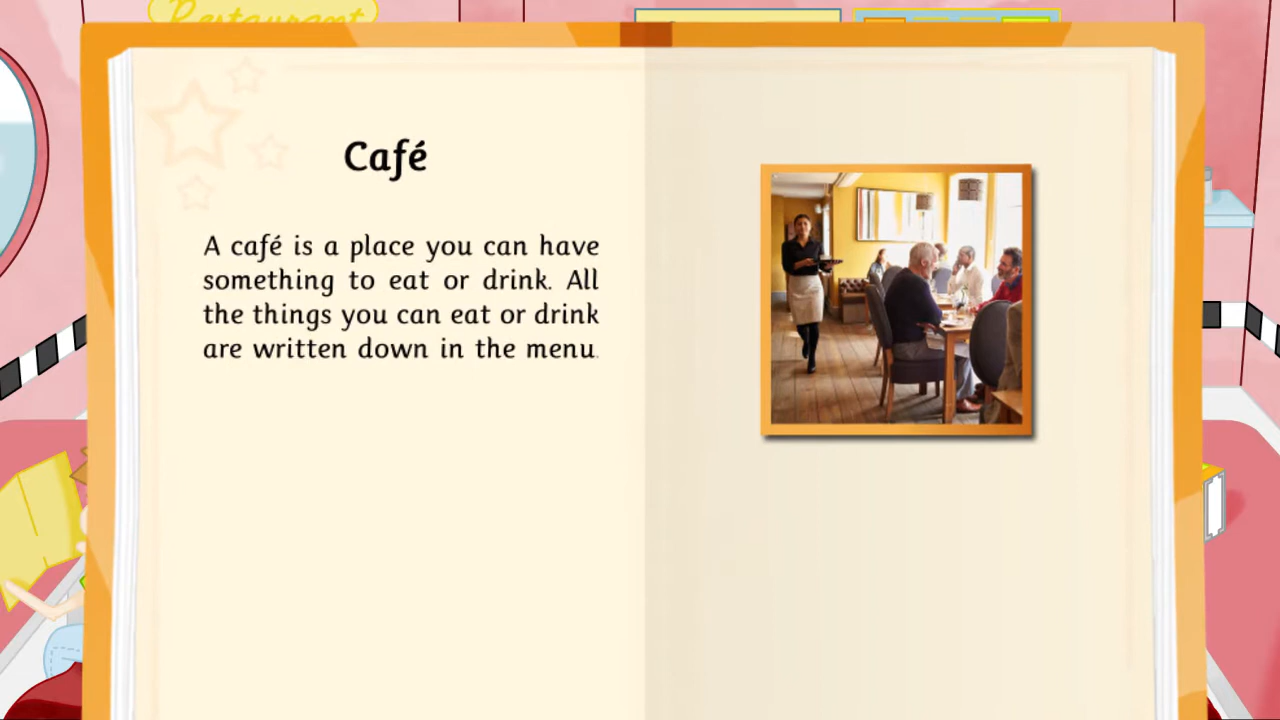 Restaurant
Café
A café is a place you can have
something to eat or drink. All
the things you can eat or drink
are written down in the menu.